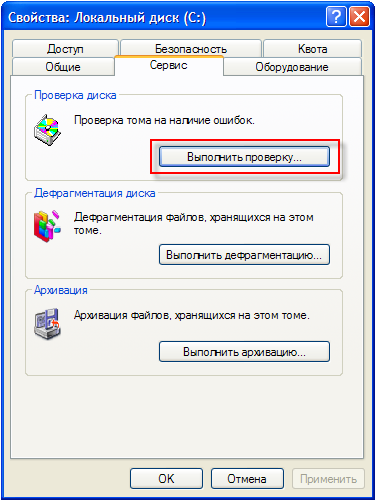 Свойства: Локальный диск (C:)
Доступ Безопасность Квота
Общие Сервис Оборудование
Проверка диска
Проверка тома на наличие ошибок.
Выполнить проверку...
Дефрагментация диска
Дефрагментация файлов, хранящихся на этом
томе.
Выполнить дефрагментацию...
Архивация
Архивация файлов, хранящихся на этом томе.
Выполнить архивацию...
OK Отмена Применить